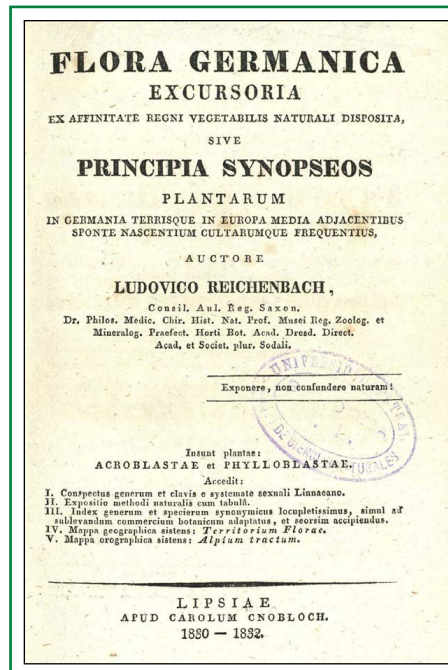 FLORA GERMANICA
EXCURSORIA
EX AFFINITATE REGNI VEGETABILIS NATURALI DISPOSITA,
SIVE
PRINCIPIA SYNOPSEOS
PLANTARUM
IN GERMANIA TERRISQUE IN EUROPA MEDIA ADJACENTIBUS
SPONTE NASCENTIUM CULTARUMQUE FREQUENTIUS,
AUCTORE
LUDOVICO REICHENBACH,
Consil. Aul. Reg. Saxon.
Dr. Philos. Medic. Chir. Hist. Nat. Prof. Musei Reg. Zoolog. et
Mineralog. Praefect. Horti Bot. Acad. Dresd. Direct.
Acad. et Societ. plur. Sodali.
Exponere, non confundere naturam!
DE CIENCIAS NATURALES
Insunt plantae:
ACROBLASTAE et PHYLLOBLASTAE.
Accedit:
I. Conspectus generum et clavis e systemate sexuali Linnaeano.
II. Expositio methodi naturalis cum tabulâ.
III. Index generum et specierum synonymicus locupletissimus, simul ad
sublevandum commercium botanicum adaptatus, et seorsim accipiendus.
IV. Mappa geographica sistens: Territorium Florae.
V. Mappa orographica sistens: Alpium tractum.
LIPSIAE
APUD CAROLUM CNOBLOCH.
1830 – 1832.